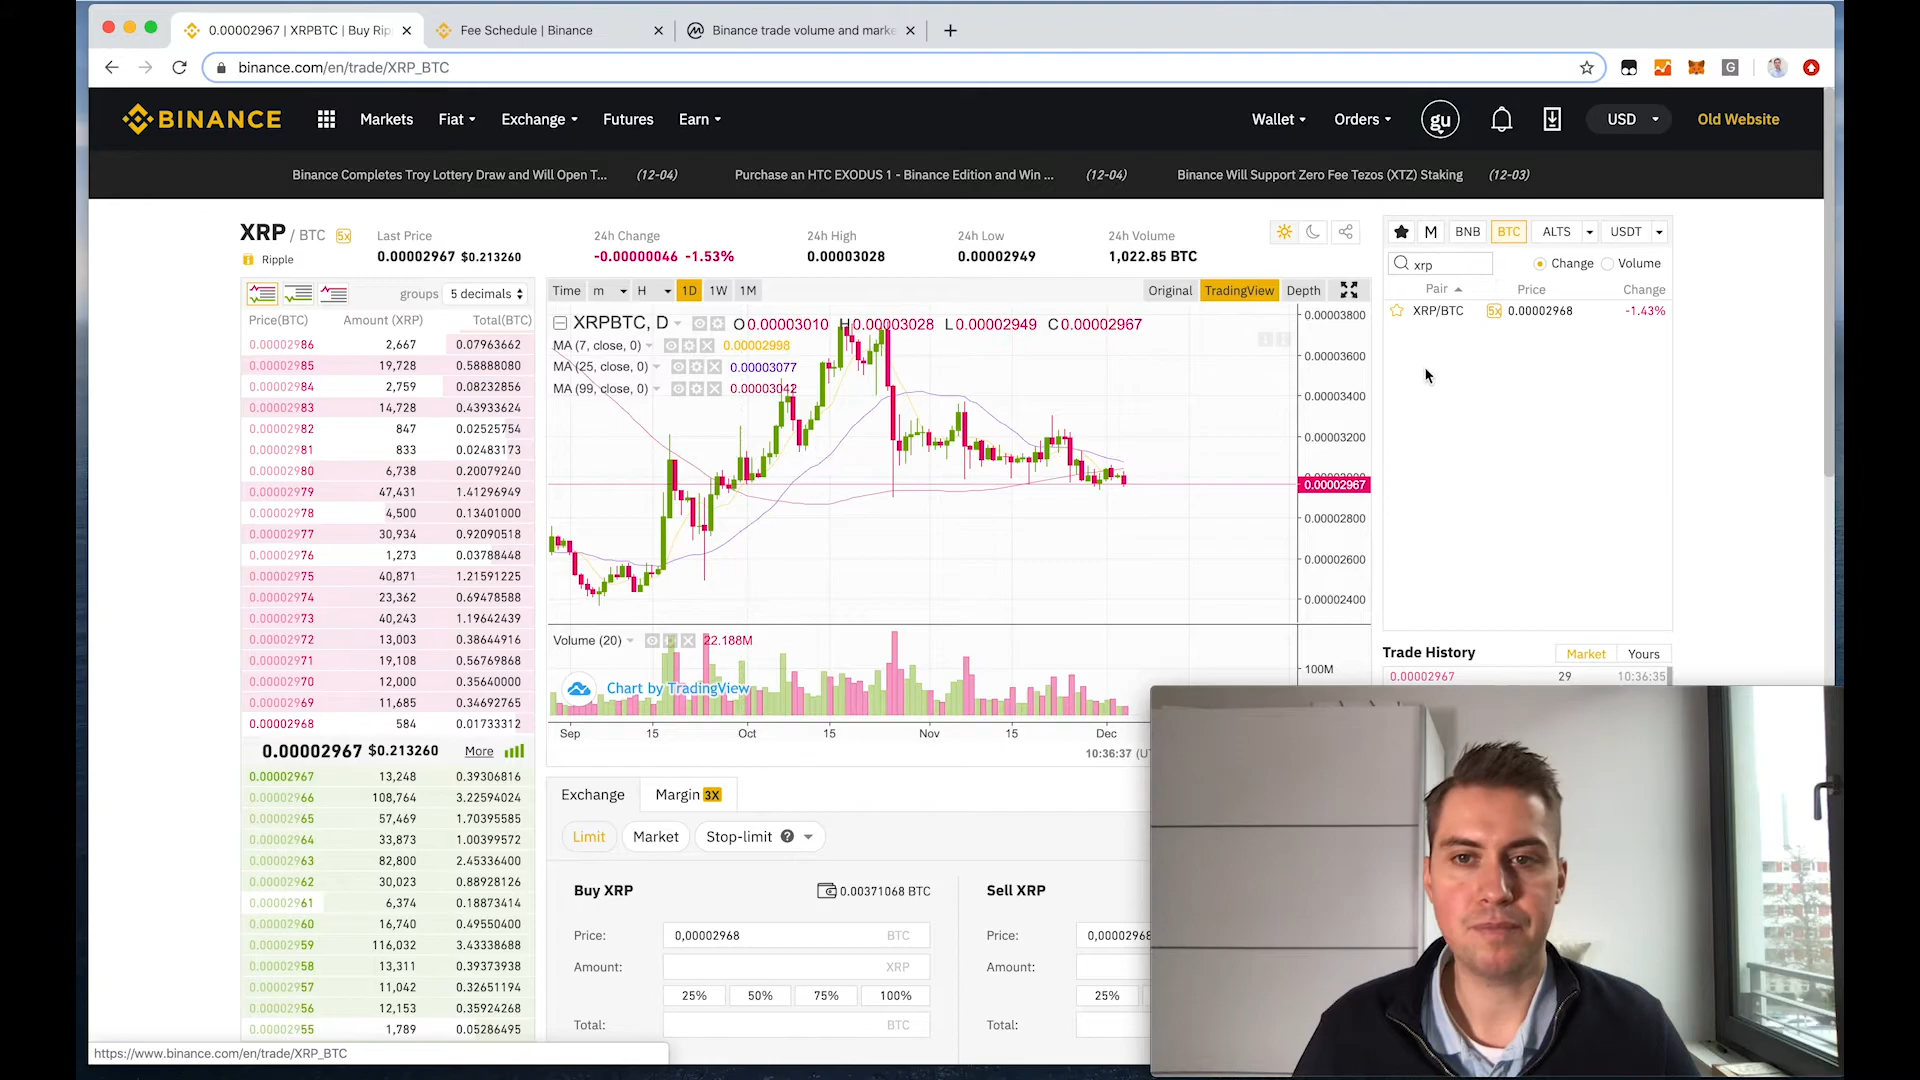 0.00002967 | XRPBTC | Buy Rip
Fee Schedule | Binance
Binance trade volume and marke
binance.com/en/trade/XRP_BTC
G
BINANCE
Markets
Fiat
Exchange
Futures
Earn
Wallet
Orders
gu
USD
Old Website
Binance Completes Troy Lottery Draw and Will Open T... (12-04)
Purchase an HTC EXODUS 1 - Binance Edition and Win ... (12-04)
Binance Will Support Zero Fee Tezos (XTZ) Staking (12-03)
XRP / BTC 5x
Ripple
Last Price
0.00002967 $0.213260
24h Change
-0.00000046 -1.53%
24h High
0.00003028
24h Low
0.00002949
24h Volume
1,022.85 BTC
groups 5 decimals
Price(BTC) Amount (XRP) Total(BTC)
0.00002986 2,667 0.07963662
0.00002985 19,728 0.58888080
0.00002984 2,759 0.08232856
0.00002983 14,728 0.43933624
0.00002982 847 0.02525754
0.00002981 833 0.02483173
0.00002980 6,738 0.20079240
0.00002979 47,431 1.41296949
0.00002978 4,500 0.13401000
0.00002977 30,934 0.92090518
0.00002976 1,273 0.03788448
0.00002975 40,871 1.21591225
0.00002974 23,362 0.69478588
0.00002973 40,243 1.19642439
0.00002972 13,003 0.38644916
0.00002971 19,108 0.56769868
0.00002970 12,000 0.35640000
0.00002969 11,685 0.34692765
0.00002968 584 0.01733312
0.00002967 $0.213260 More
0.00002967 13,248 0.39306816
0.00002966 108,764 3.22594024
0.00002965 57,469 1.70395585
0.00002964 33,873 1.00399572
0.00002963 82,800 2.45336400
0.00002962 30,023 0.88928126
0.00002961 6,374 0.18873414
0.00002960 16,740 0.49550400
0.00002959 116,032 3.43338688
0.00002958 13,311 0.39373938
0.00002957 11,042 0.32651194
0.00002956 12,153 0.35924268
0.00002955 1,789 0.05286495
https://www.binance.com/en/trade/XRP_BTC
Time m H 1D 1W 1M
Original TradingView Depth
XRPBTC, D O0.00003010 H0.00003028 L0.00002949 C0.00002967
MA (7, close, 0) 0.00002998
MA (25, close, 0) 0.00003077
MA (99, close, 0) 0.00003042
0.00003800
0.00003600
0.00003400
0.00003200
0.00002967
0.00002800
0.00002600
0.00002400
Volume (20) 22.188M
100M
Chart by TradingView
Sep 15 Oct 15 Nov 15 Dec
10:36:37 (U
Exchange
Margin 3X
Limit
Market
Stop-limit ?
Buy XRP
0.00371068 BTC
Price: 0,00002968 BTC
Amount: XRP
25% 50% 75% 100%
Total: BTC
Sell XRP
Price: 0,00002968
Amount:
25%
Total:
M BNB BTC ALTS USDT
xrp
Change Volume
Pair Price Change
XRP/BTC 5x 0.00002968 -1.43%
Trade History
Market Yours
0.00002967 29 10:36:35